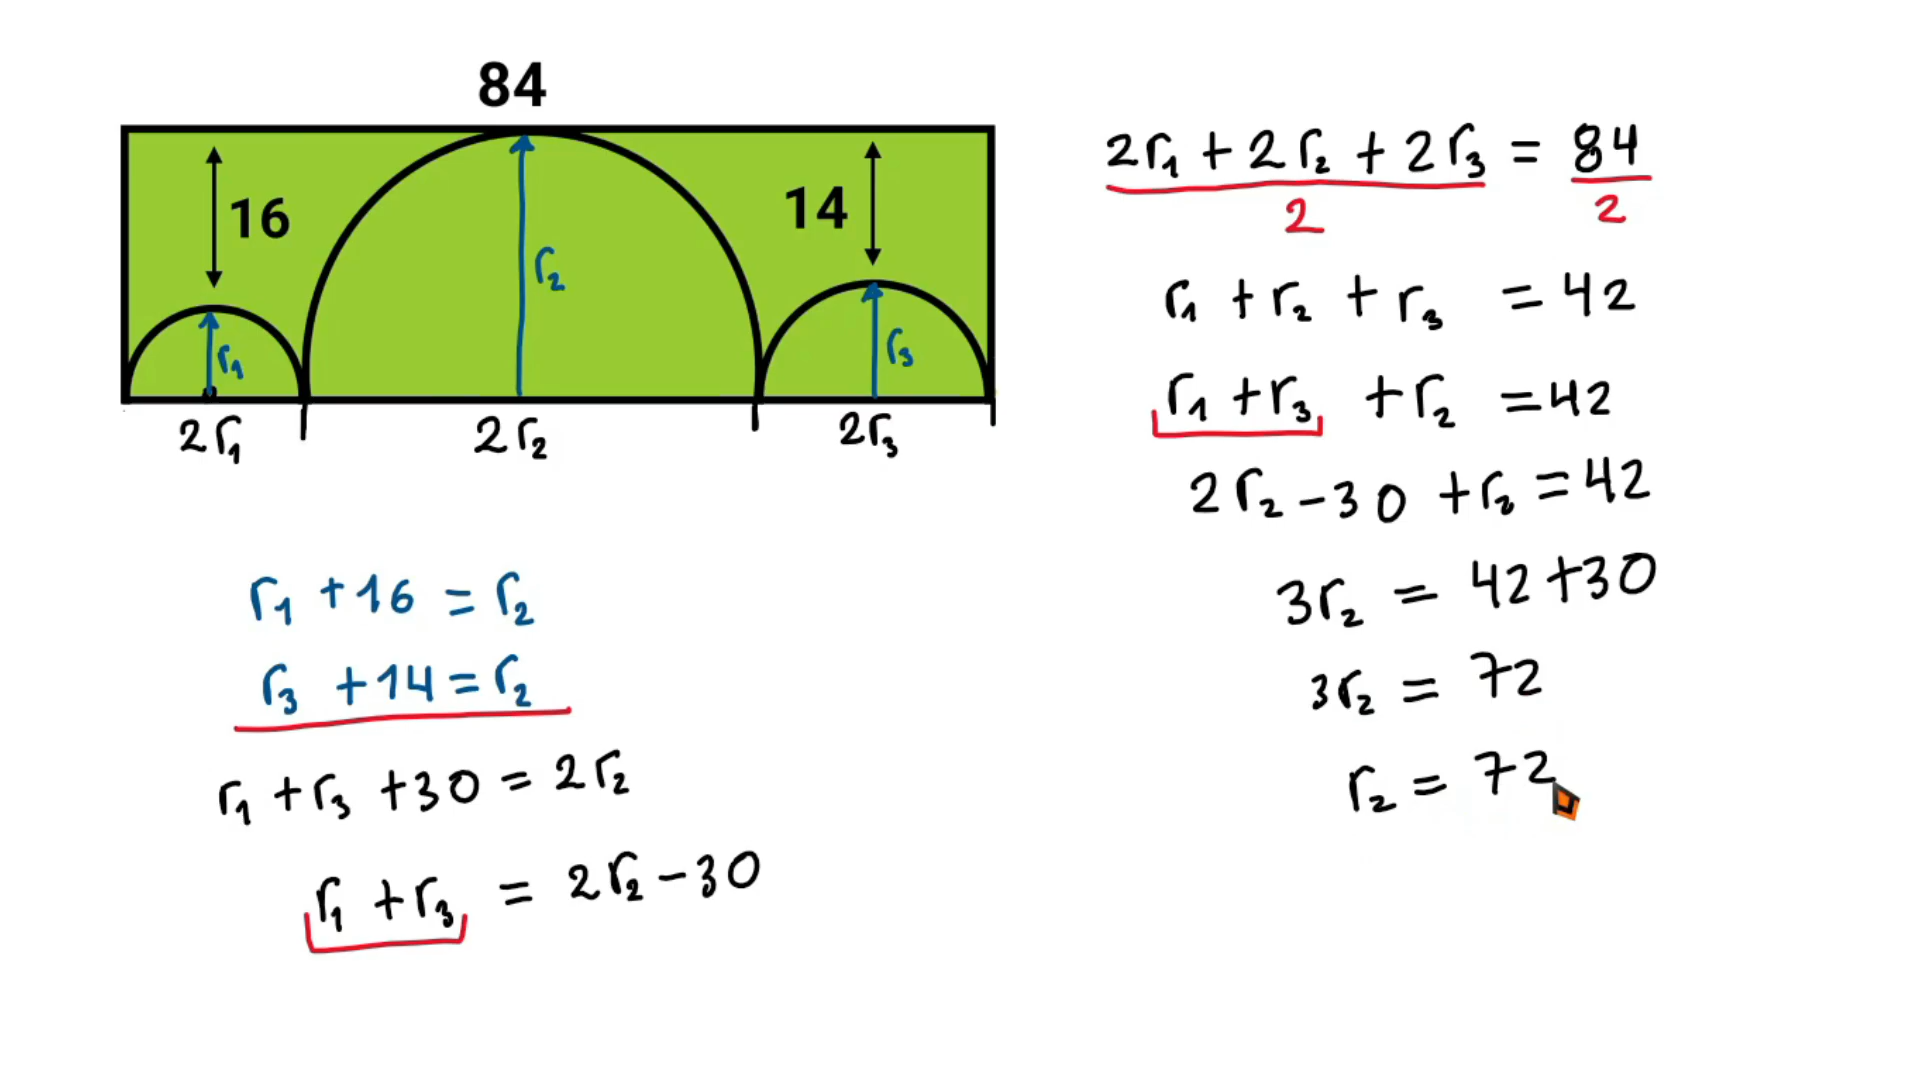 84
16
14
r₂
r₁
r₃
2r₁
2r₂
2r₃
r₁ +16 = r₂
r₃ +14 = r₂
r₁ + r₃ +30 = 2r₂
r₁ + r₃ = 2r₂ - 30
2r₁ + 2r₂ + 2r₃ = 84
2 2
r₁ + r₂ + r₃ = 42
r₁ + r₃ + r₂ = 42
2r₂ - 30 + r₂ = 42
3r₂ = 42+30
3r₂ = 72
r₂ = 72